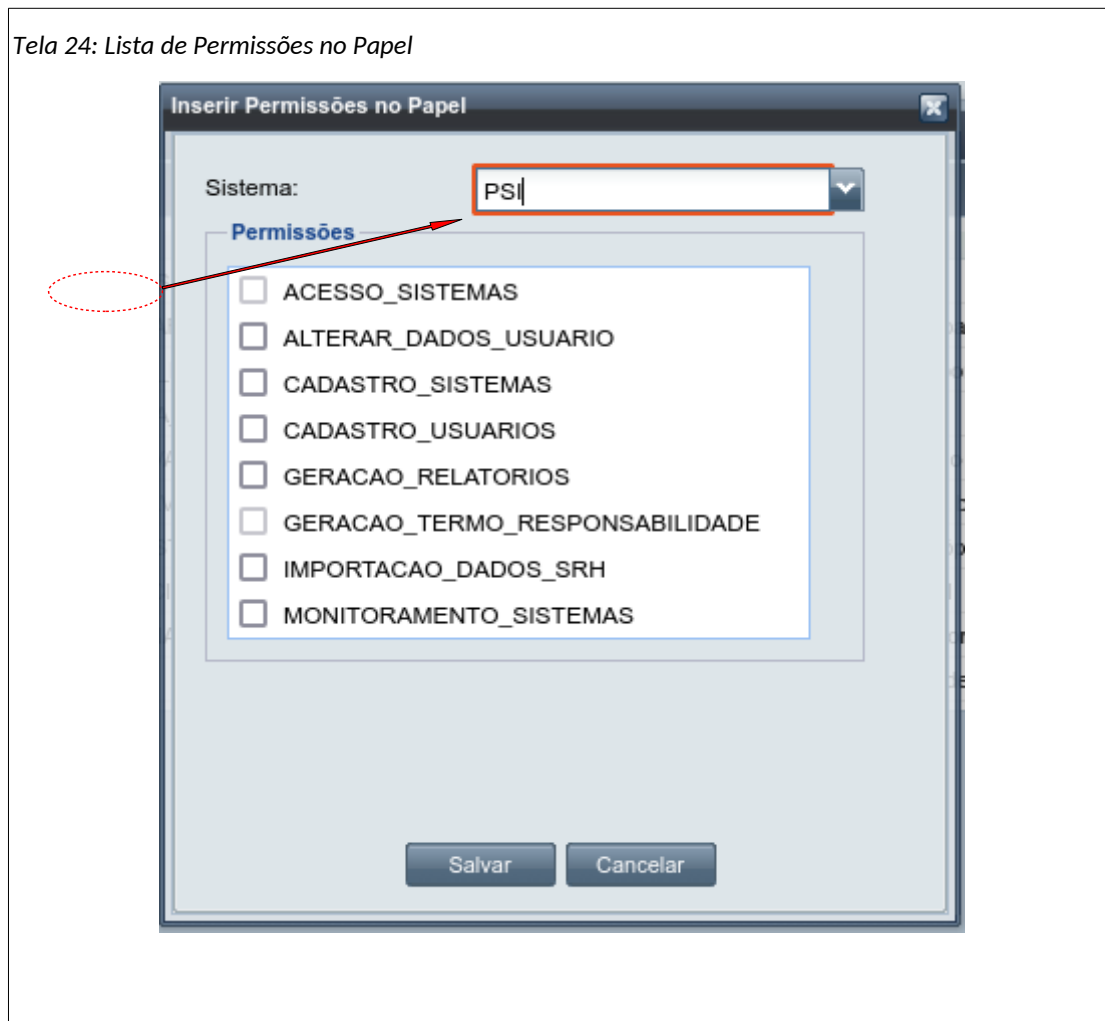 Tela 24: Lista de Permissões no Papel
Inserir Permissões no Papel
Sistema:
PSI
Permissões
ACESSO_SISTEMAS
ALTERAR_DADOS_USUARIO
CADASTRO_SISTEMAS
CADASTRO_USUARIOS
GERACAO_RELATORIOS
GERACAO_TERMO_RESPONSABILIDADE
IMPORTACAO_DADOS_SRH
MONITORAMENTO_SISTEMAS
Salvar Cancelar